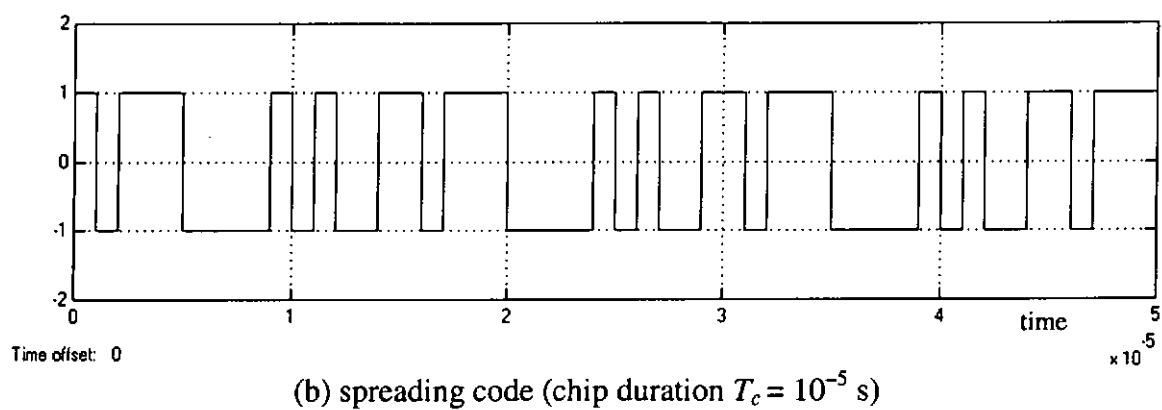 2
1
0
-1
-2
0 1 2 3 4 5
time
Time offset: 0
× 10⁻⁵
(b) spreading code (chip duration T_c = 10⁻⁵ s)